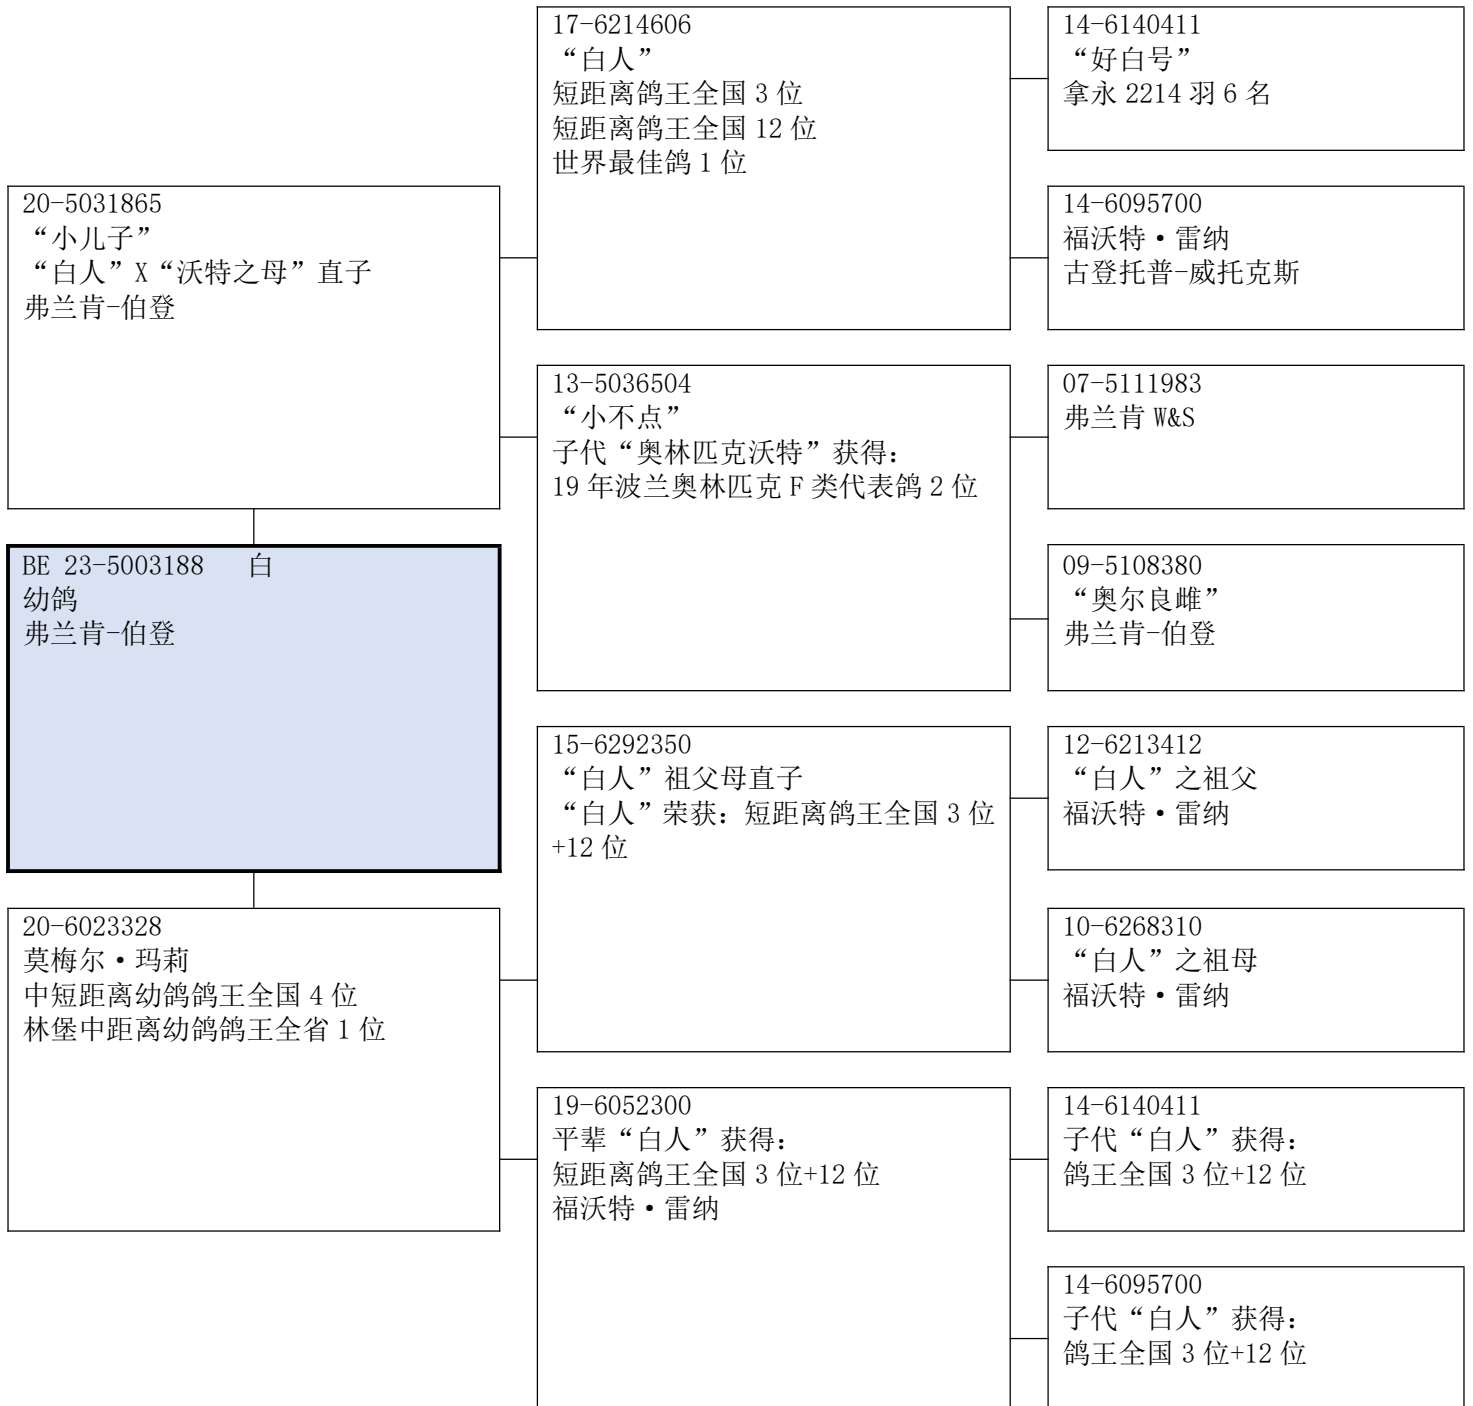 17-6214606
“白人”
短距离鸽王全国 3 位
短距离鸽王全国 12 位
世界最佳鸽 1 位
14-6140411
“好白号”
拿永 2214 羽 6 名
20-5031865
“小儿子”
“白人”X“沃特之母”直子
弗兰肯-伯登
14-6095700
福沃特·雷纳
古登托普-威托克斯
13-5036504
“小不点”
子代“奥林匹克沃特”获得：
19 年波兰奥林匹克 F 类代表鸽 2 位
07-5111983
弗兰肯 W&S
BE 23-5003188 白
幼鸽
弗兰肯-伯登
09-5108380
“奥尔良雌”
弗兰肯-伯登
15-6292350
“白人”祖父母直子
“白人”荣获：短距离鸽王全国 3 位
+12 位
12-6213412
“白人”之祖父
福沃特·雷纳
20-6023328
莫梅尔·玛莉
中短距离幼鸽鸽王全国 4 位
林堡中距离幼鸽鸽王全省 1 位
10-6268310
“白人”之祖母
福沃特·雷纳
19-6052300
平辈“白人”获得：
短距离鸽王全国 3 位+12 位
福沃特·雷纳
14-6140411
子代“白人”获得：
鸽王全国 3 位+12 位
14-6095700
子代“白人”获得：
鸽王全国 3 位+12 位